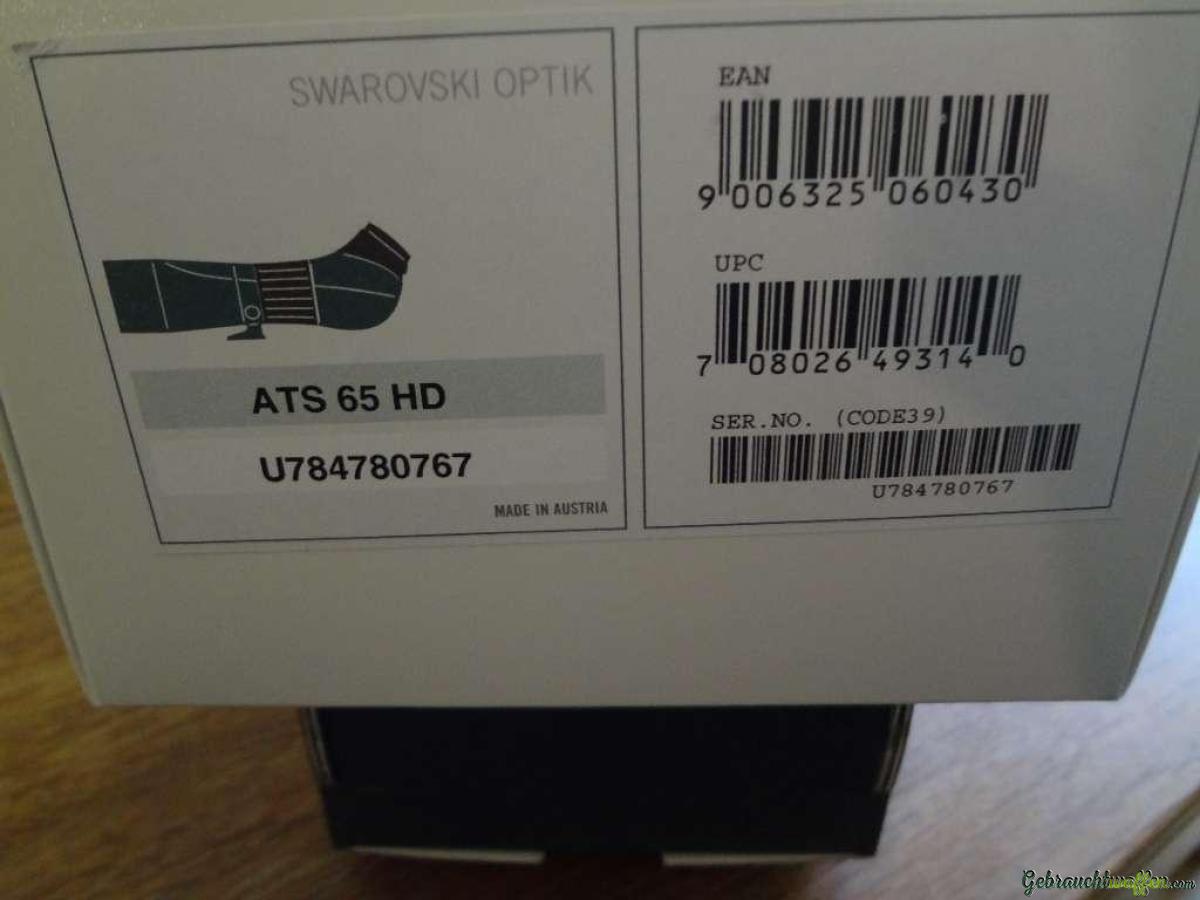 SWAROVSKI OPTIK
ATS 65 HD
U784780767
MADE IN AUSTRIA
EAN
9 006325 060430
UPC
7 08026 49314 0
SER.NO. (CODE39)
U784780767
Gebrauchtwaffen.com